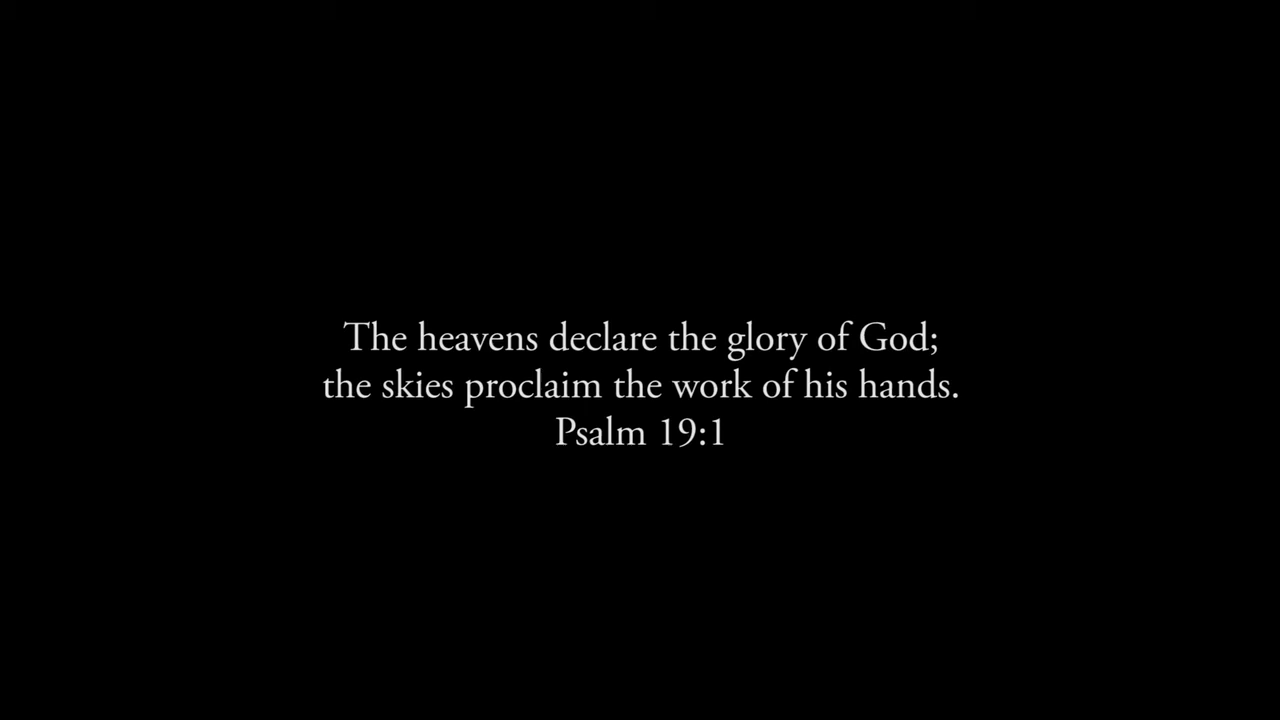 The heavens declare the glory of God;
the skies proclaim the work of his hands.
Psalm 19:1